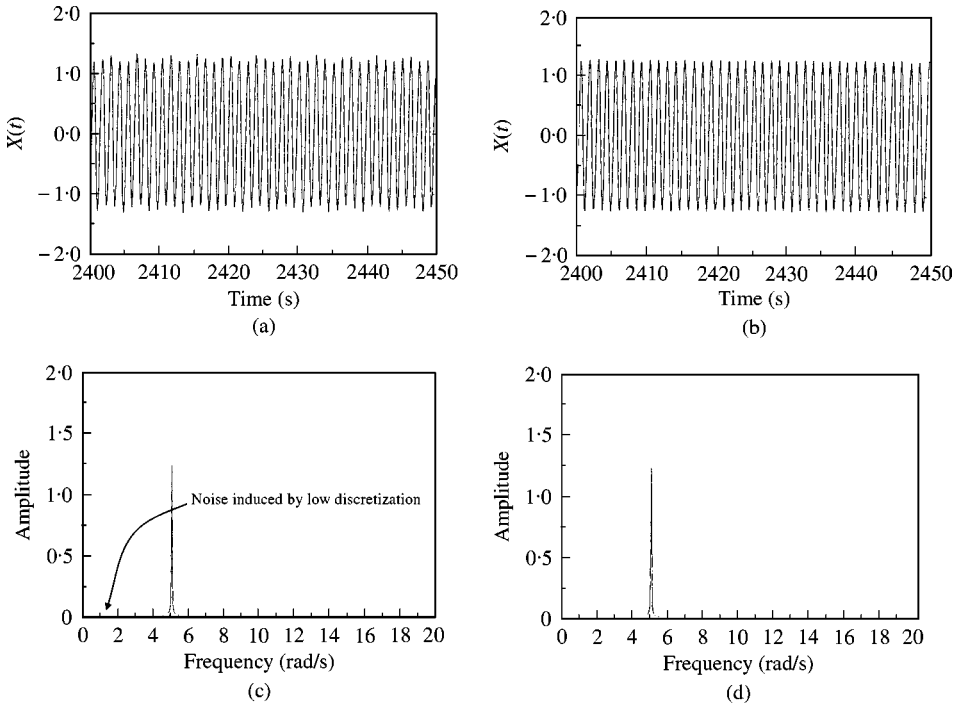 2·0
1·0
0·0
−1·0
−2·0
X(t)
2400 2410 2420 2430 2440 2450
Time (s)
(a)
2·0
1·0
0·0
−1·0
−2·0
X(t)
2400 2410 2420 2430 2440 2450
Time (s)
(b)
2·0
1·5
1·0
0·5
0
Amplitude
Noise induced by low discretization
0 2 4 6 8 10 12 14 16 18 20
Frequency (rad/s)
(c)
2·0
1·5
1·0
0·5
0
Amplitude
0 2 4 6 8 10 12 14 16 18 20
Frequency (rad/s)
(d)